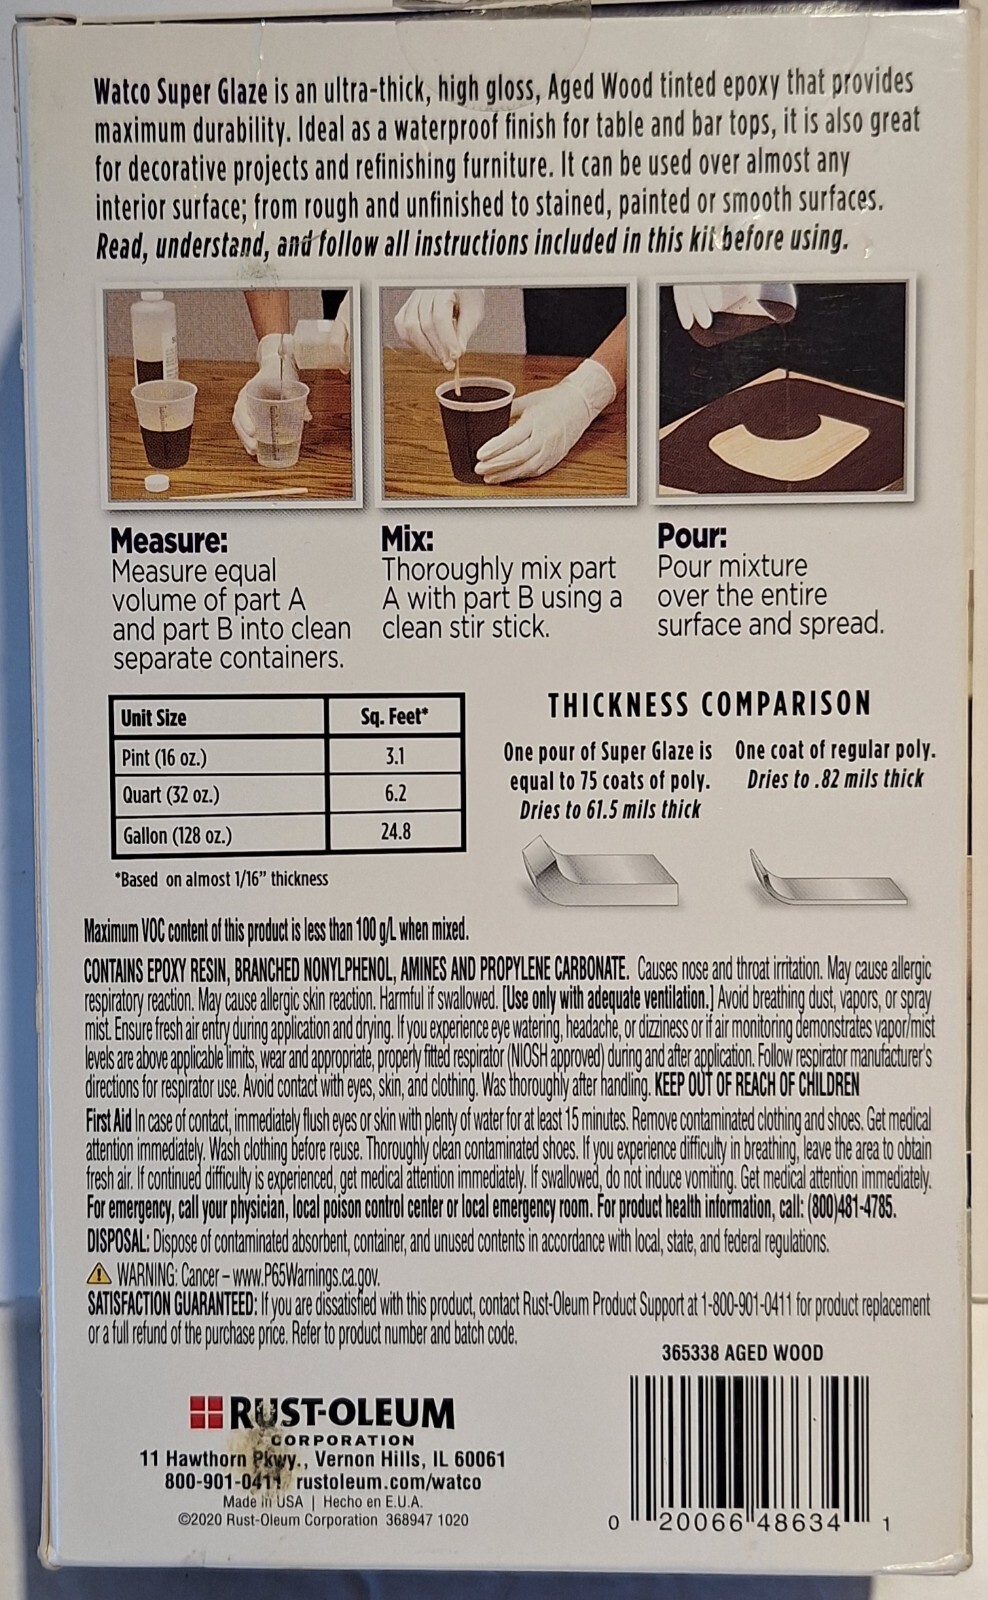 Watco Super Glaze is an ultra-thick, high gloss, Aged Wood tinted epoxy that provides
maximum durability. Ideal as a waterproof finish for table and bar tops, it is also great
for decorative projects and refinishing furniture. It can be used over almost any
interior surface; from rough and unfinished to stained, painted or smooth surfaces.
Read, understand, and follow all instructions included in this kit before using.
Measure:
Measure equal
volume of part A
and part B into clean
separate containers.
Mix:
Thoroughly mix part
A with part B using a
clean stir stick.
Pour:
Pour mixture
over the entire
surface and spread.
Unit Size Sq. Feet*
Pint (16 oz.) 3.1
Quart (32 oz.) 6.2
Gallon (128 oz.) 24.8
*Based on almost 1/16" thickness
THICKNESS COMPARISON
One pour of Super Glaze is
equal to 75 coats of poly.
Dries to 61.5 mils thick
One coat of regular poly.
Dries to .82 mils thick
Maximum VOC content of this product is less than 100 g/L when mixed.
CONTAINS EPOXY RESIN, BRANCHED NONYLPHENOL, AMINES AND PROPYLENE CARBONATE. Causes nose and throat irritation. May cause allergic
respiratory reaction. May cause allergic skin reaction. Harmful if swallowed. [Use only with adequate ventilation.] Avoid breathing dust, vapors, or spray
mist. Ensure fresh air entry during application and drying. If you experience eye watering, headache, or dizziness or if air monitoring demonstrates vapor/mist
levels are above applicable limits, wear and appropriate, properly fitted respirator (NIOSH approved) during and after application. Follow respirator manufacturer's
directions for respirator use. Avoid contact with eyes, skin, and clothing. Was thoroughly after handling. KEEP OUT OF REACH OF CHILDREN
First Aid In case of contact, immediately flush eyes or skin with plenty of water for at least 15 minutes. Remove contaminated clothing and shoes. Get medical
attention immediately. Wash clothing before reuse. Thoroughly clean contaminated shoes. If you experience difficulty in breathing, leave the area to obtain
fresh air. If continued difficulty is experienced, get medical attention immediately. If swallowed, do not induce vomiting. Get medical attention immediately.
For emergency, call your physician, local poison control center or local emergency room. For product health information, call: (800)481-4785.
DISPOSAL: Dispose of contaminated absorbent, container, and unused contents in accordance with local, state, and federal regulations.
WARNING: Cancer – www.P65Warnings.ca.gov.
SATISFACTION GUARANTEED: If you are dissatisfied with this product, contact Rust-Oleum Product Support at 1-800-901-0411 for product replacement
or a full refund of the purchase price. Refer to product number and batch code.
365338 AGED WOOD
RUST-OLEUM
CORPORATION
11 Hawthorn Pkwy., Vernon Hills, IL 60061
800-901-0411 rustoleum.com/watco
Made in USA | Hecho en E.U.A.
©2020 Rust-Oleum Corporation 368947 1020
0 20066 48634 1